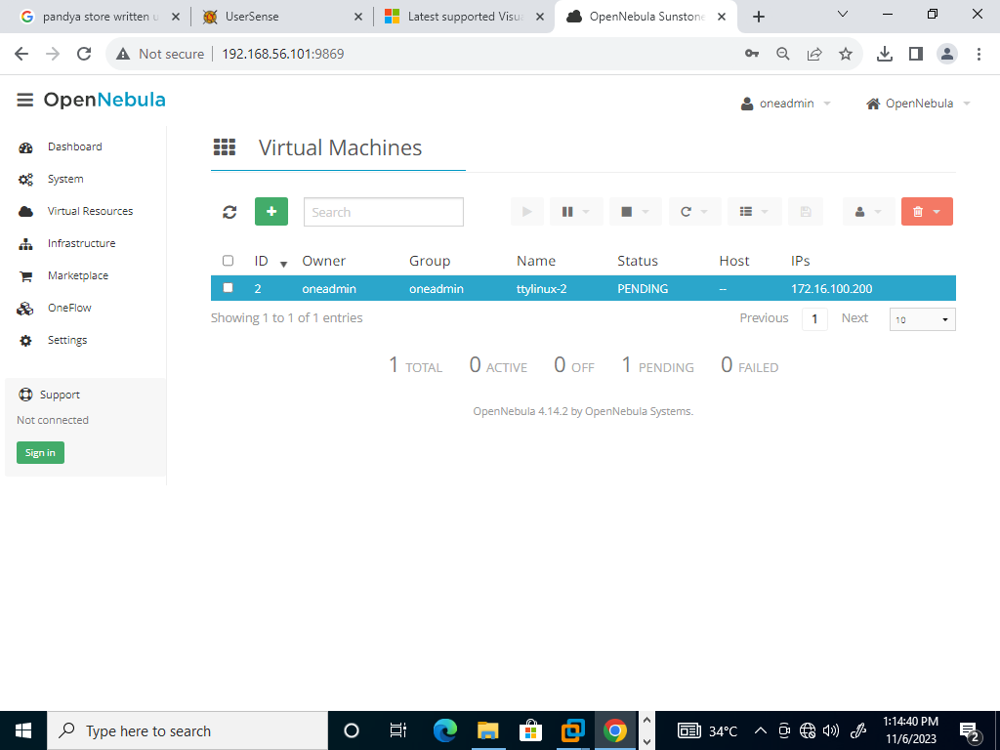 pandya store written u
UserSense
Latest supported Visua
OpenNebula Sunstone
Not secure
192.168.56.101:9869
OpenNebula
oneadmin
OpenNebula
Dashboard
System
Virtual Resources
Infrastructure
Marketplace
OneFlow
Settings
Support
Not connected
Sign in
Virtual Machines
Search
ID Owner Group Name Status Host IPs
2 oneadmin oneadmin ttylinux-2 PENDING -- 172.16.100.200
Showing 1 to 1 of 1 entries
Previous 1 Next 10
1 TOTAL 0 ACTIVE 0 OFF 1 PENDING 0 FAILED
OpenNebula 4.14.2 by OpenNebula Systems.
Type here to search
34°C
1:14:40 PM
11/6/2023
2